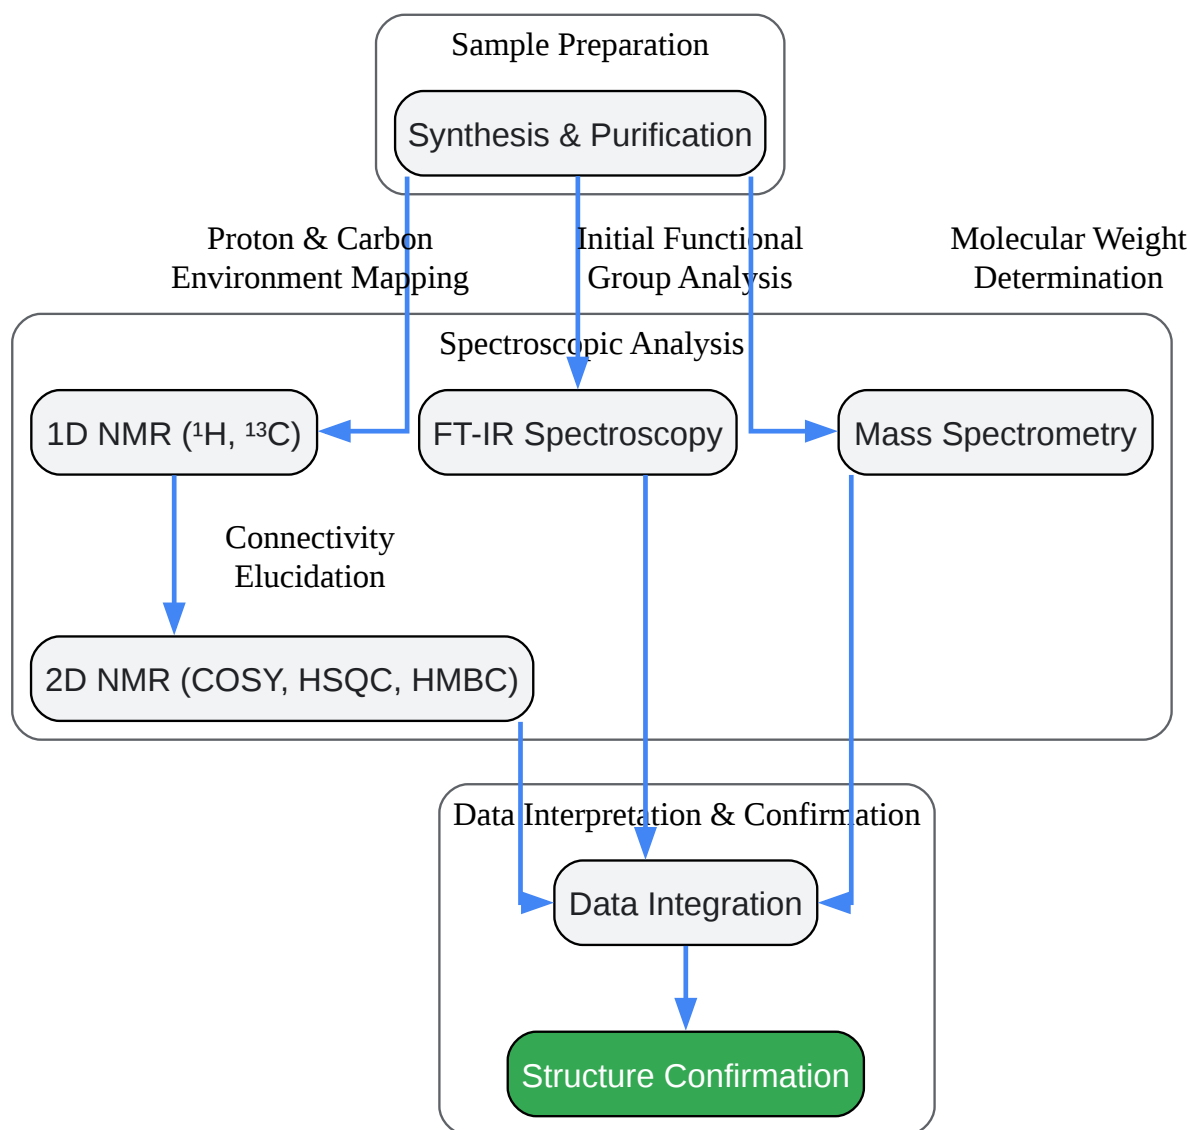 Sample Preparation
Synthesis & Purification
Proton & Carbon
Environment Mapping
Initial Functional
Group Analysis
Molecular Weight
Determination
Spectroscopic Analysis
1D NMR (¹H, ¹³C)
FT-IR Spectroscopy
Mass Spectrometry
Connectivity
Elucidation
2D NMR (COSY, HSQC, HMBC)
Data Interpretation & Confirmation
Data Integration
Structure Confirmation